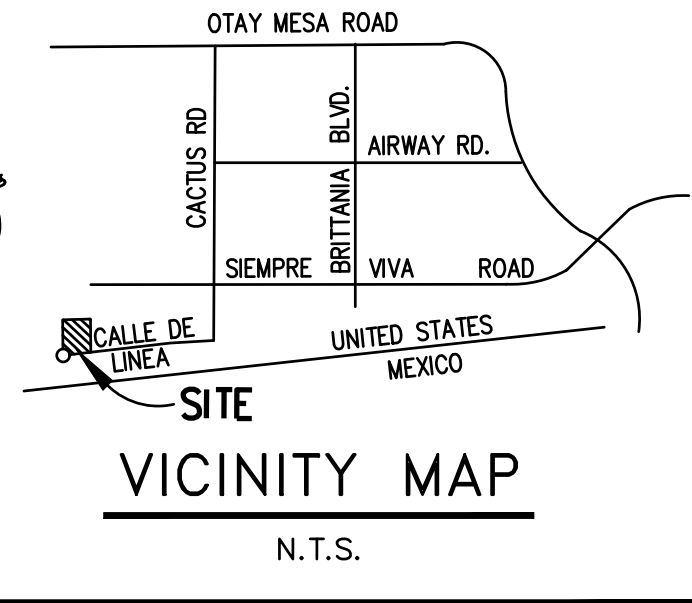 OTAY MESA ROAD
CACTUS RD
BRITTANIA BLVD.
AIRWAY RD.
SIEMPRE VIVA ROAD
CALLE DE
LINEA
UNITED STATES
MEXICO
SITE
VICINITY MAP
N.T.S.